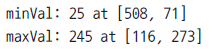 minVal: 25 at [508, 71]
maxVal: 245 at [116, 273]